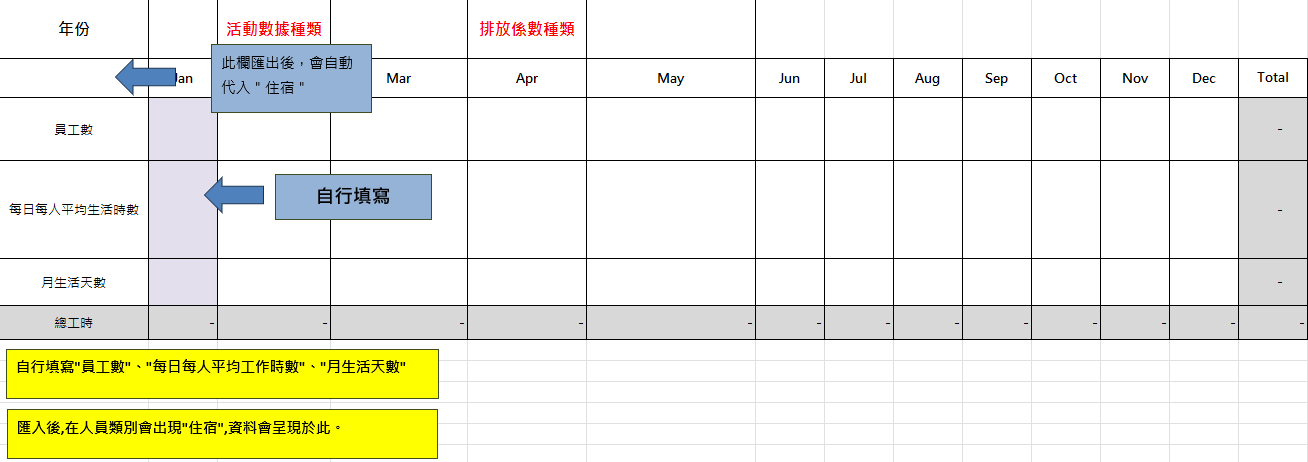 年份 活動數據種類 排放係數種類
此欄匯出後，會自動
代入＂住宿＂
Jan Mar Apr May Jun Jul Aug Sep Oct Nov Dec Total
員工數 -
自行填寫
每日每人平均生活時數 -
月生活天數 -
總工時 - - - - - - - - - - - -
自行填寫"員工數"、"每日每人平均工作時數"、"月生活天數"
匯入後,在人員類別會出現"住宿",資料會呈現於此。